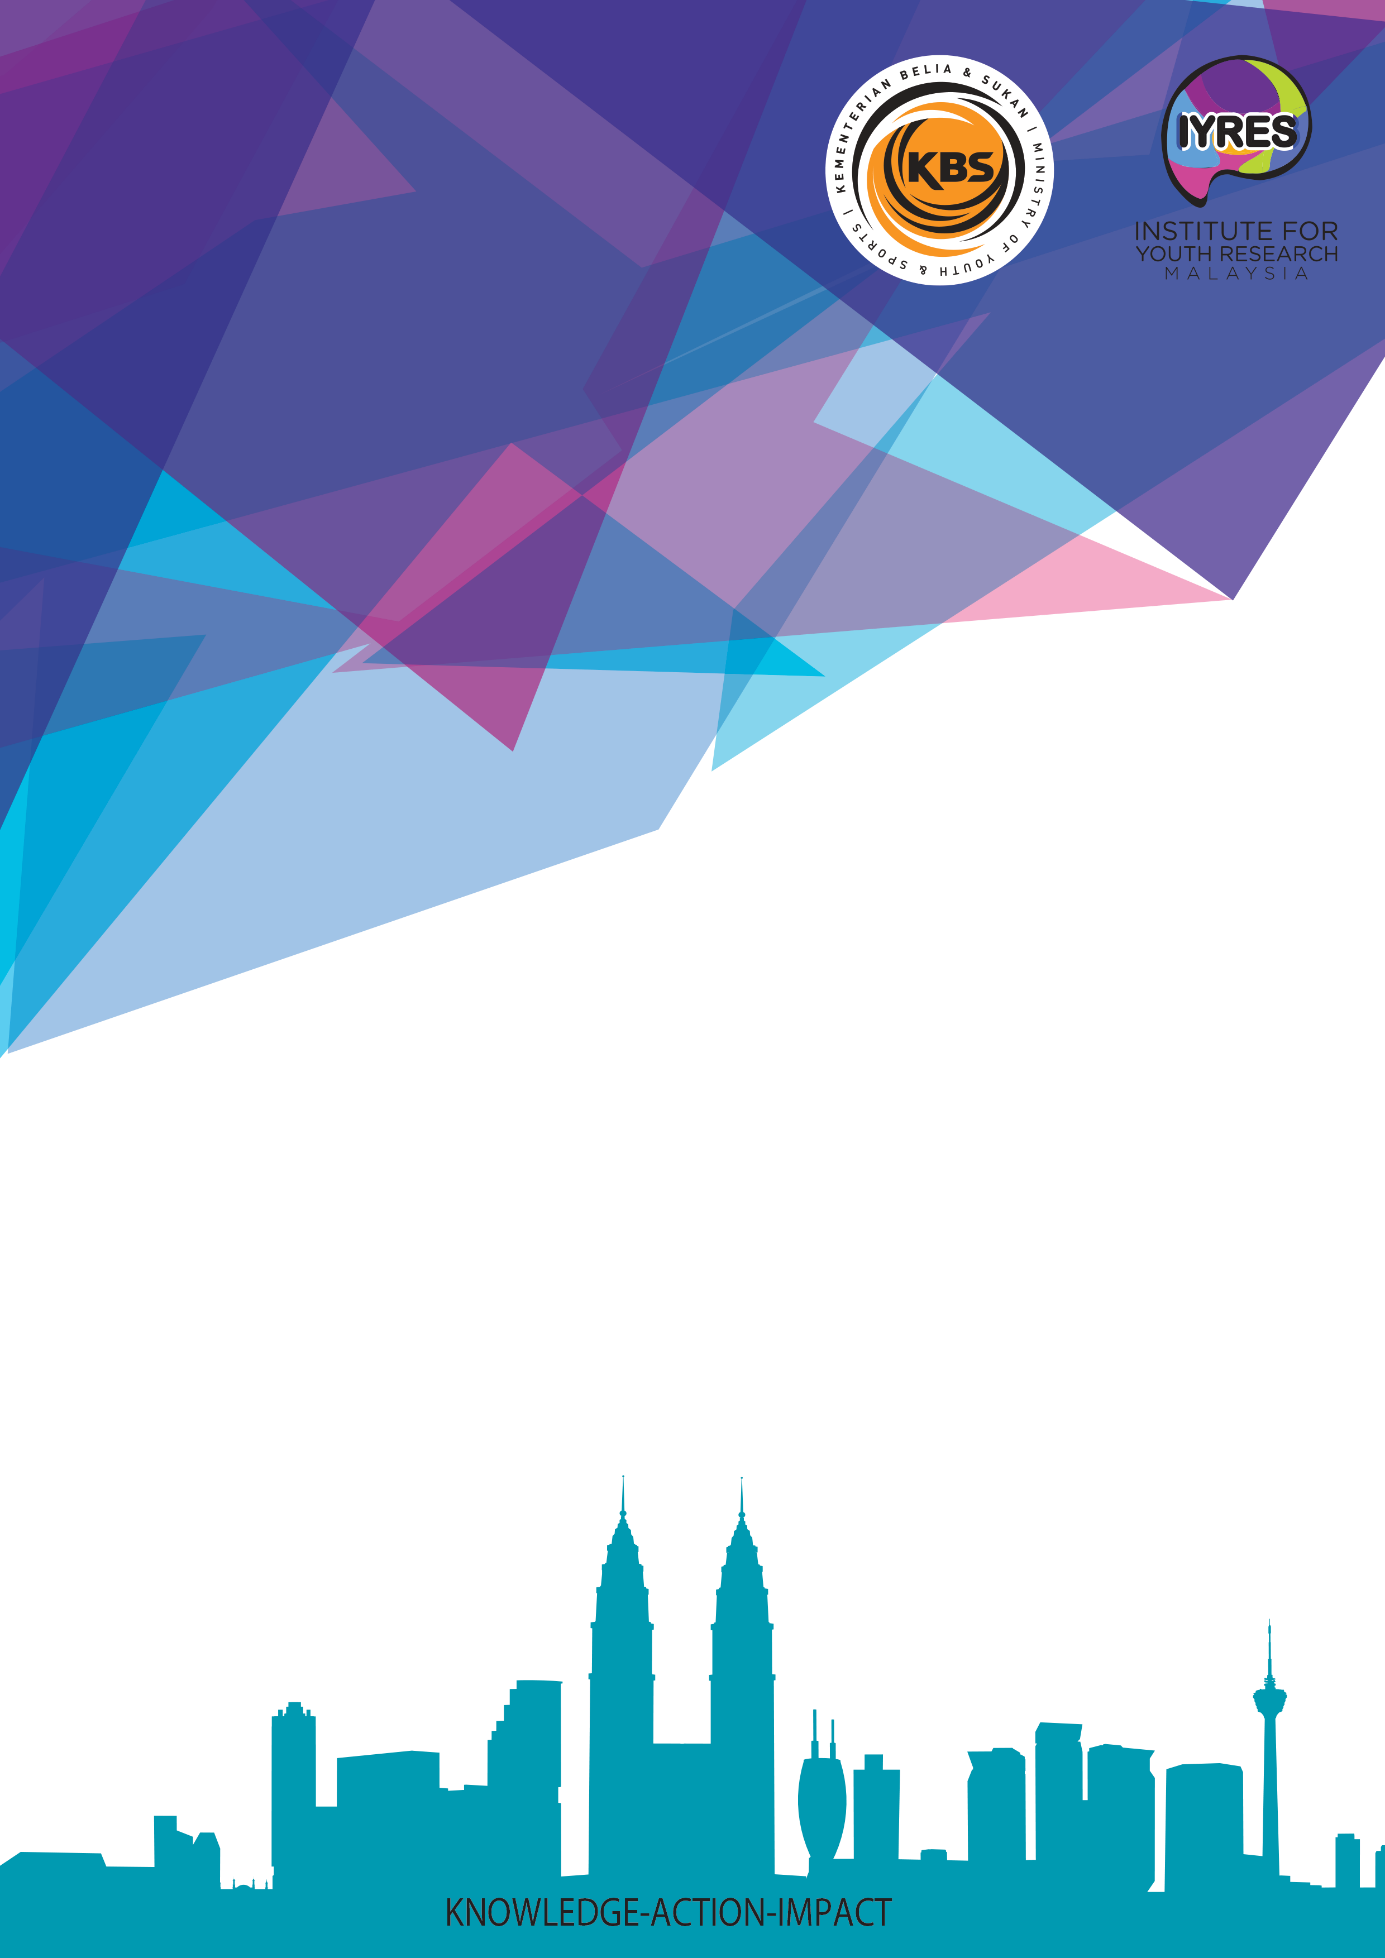 KEMENTERIAN BELIA & SUKAN | MINISTRY OF YOUTH & SPORTS |
KBS
IYRES
INSTITUTE FOR
YOUTH RESEARCH
MALAYSIA
KNOWLEDGE-ACTION-IMPACT